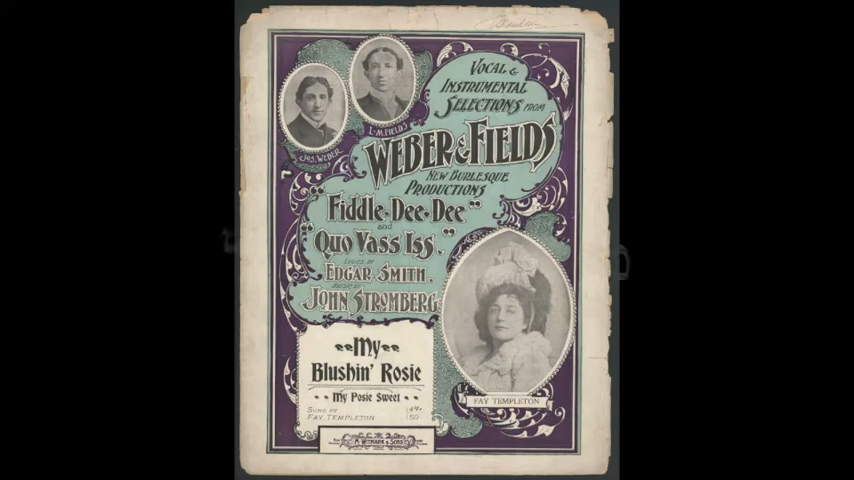 VOCAL &
INSTRUMENTAL
SELECTIONS FROM
JOS. WEBER
L.M. FIELDS
WEBER & FIELDS
NEW BURLESQUE
PRODUCTIONS
"Fiddle-Dee-Dee"
and
"Quo Vass Iss."
LYRICS BY
EDGAR SMITH.
MUSIC BY
JOHN STROMBERG
My
Blushin' Rosie
My Posie Sweet
SUNG BY
FAY TEMPLETON
50
FAY TEMPLETON
M. WITMARK & SONS